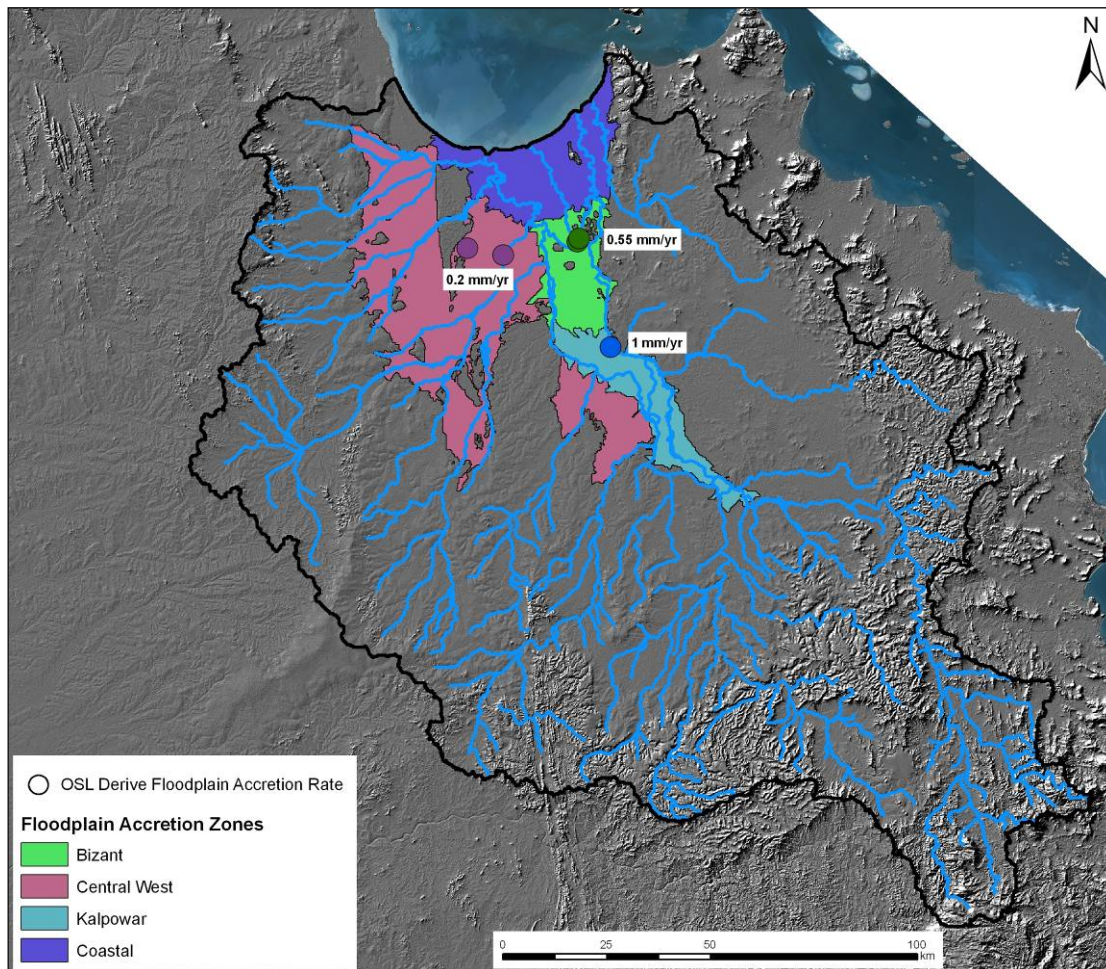 N
0.55 mm/yr
0.2 mm/yr
1 mm/yr
OSL Derive Floodplain Accretion Rate
Floodplain Accretion Zones
Bizant
Central West
Kalpowar
Coastal
0 25 50 100
km